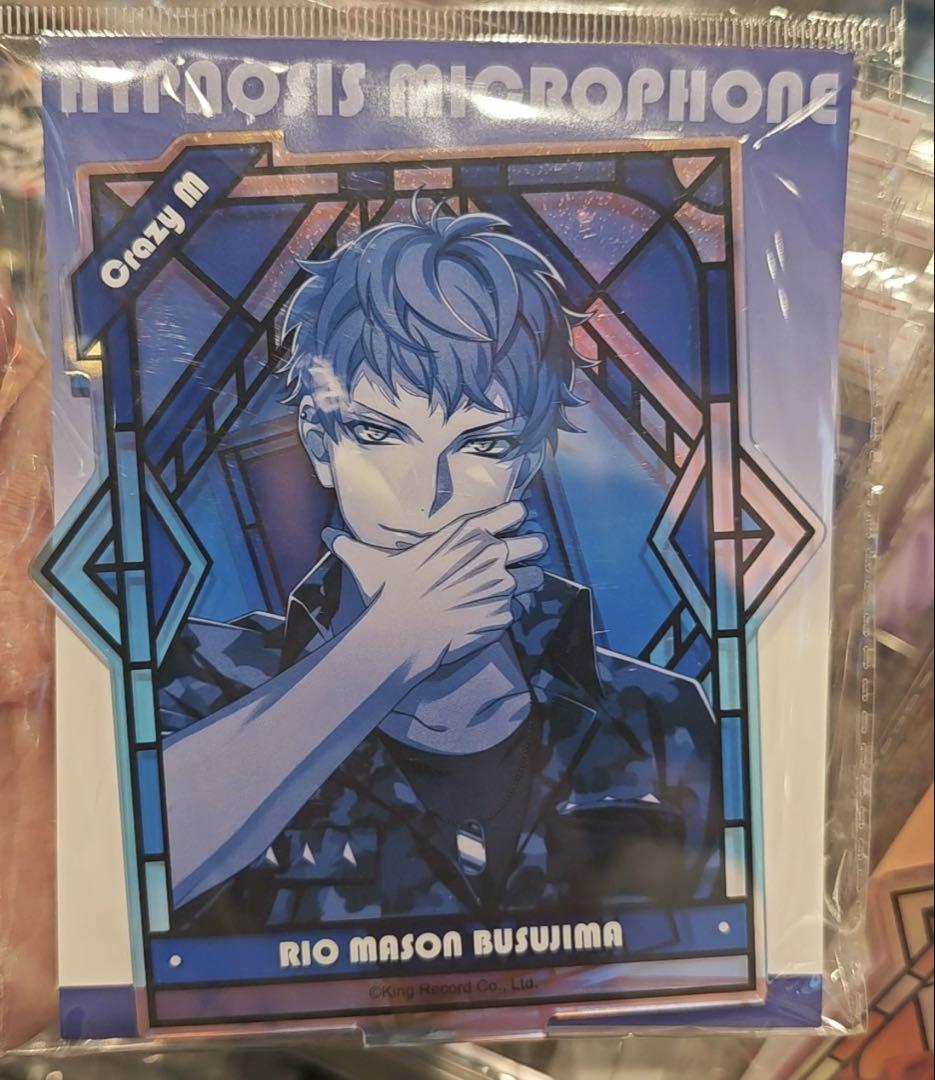 HYPNOSIS MICROPHONE
Crazy M
RIO MASON BUSUJIMA
©King Record Co., Ltd.